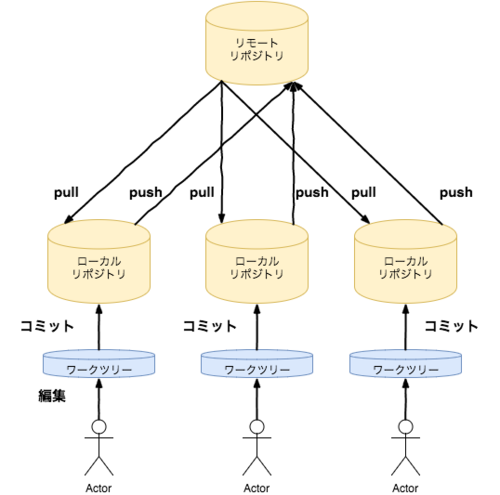 リモート
リポジトリ
pull
push
pull
push
pull
push
ローカル
リポジトリ
ローカル
リポジトリ
ローカル
リポジトリ
コミット
コミット
コミット
ワークツリー
ワークツリー
ワークツリー
編集
Actor
Actor
Actor